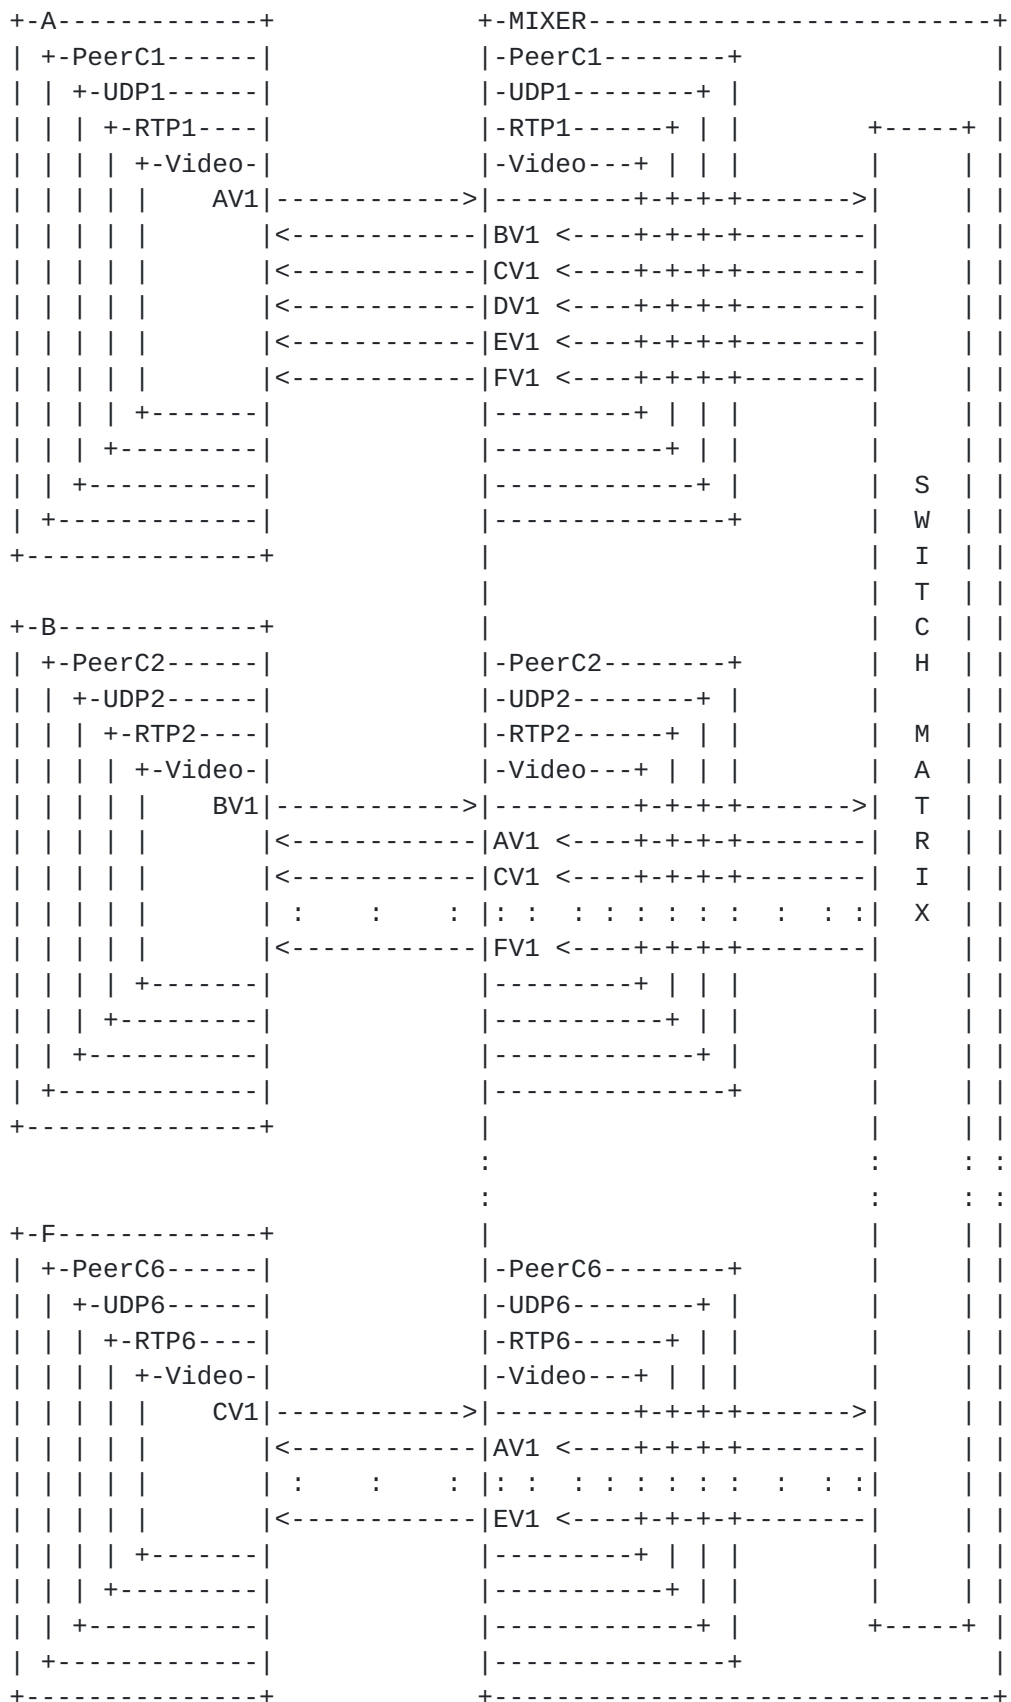 +-A-------------+             +-MIXER--------------------------+
| +-PeerC1------|             |-PeerC1--------+                |
| | +-UDP1------|             |-UDP1--------+ |                |
| | | +-RTP1----|             |-RTP1------+ | |        +-----+ |
| | | | +-Video-|             |-Video---+ | | |        |     | |
| | | | |    AV1|------------>|---------+-+-+-+------->|     | |
| | | | |       |<------------|BV1 <----+-+-+-+--------|     | |
| | | | |       |<------------|CV1 <----+-+-+-+--------|     | |
| | | | |       |<------------|DV1 <----+-+-+-+--------|     | |
| | | | |       |<------------|EV1 <----+-+-+-+--------|     | |
| | | | |       |<------------|FV1 <----+-+-+-+--------|     | |
| | | | +-------|             |---------+ | | |        |     | |
| | | +---------|             |-----------+ | |        |     | |
| | +-----------|             |-------------+ |        |  S  | |
| +-------------|             |---------------+        |  W  | |
+---------------+             |                        |  I  | |
                              |                        |  T  | |
+-B-------------+             |                        |  C  | |
| +-PeerC2------|             |-PeerC2--------+        |  H  | |
| | +-UDP2------|             |-UDP2--------+ |        |     | |
| | | +-RTP2----|             |-RTP2------+ | |        |  M  | |
| | | | +-Video-|             |-Video---+ | | |        |  A  | |
| | | | |    BV1|------------>|---------+-+-+-+------->|  T  | |
| | | | |       |<------------|AV1 <----+-+-+-+--------|  R  | |
| | | | |       |<------------|CV1 <----+-+-+-+--------|  I  | |
| | | | |       | :    :    : |: :  : : : : : :  :  : :|  X  | |
| | | | |       |<------------|FV1 <----+-+-+-+--------|     | |
| | | | +-------|             |---------+ | | |        |     | |
| | | +---------|             |-----------+ | |        |     | |
| | +-----------|             |-------------+ |        |     | |
| +-------------|             |---------------+        |     | |
+---------------+             |                        |     | |
                              :                        :     : :
                              :                        :     : :
+-F-------------+             |                        |     | |
| +-PeerC6------|             |-PeerC6--------+        |     | |
| | +-UDP6------|             |-UDP6--------+ |        |     | |
| | | +-RTP6----|             |-RTP6------+ | |        |     | |
| | | | +-Video-|             |-Video---+ | | |        |     | |
| | | | |    CV1|------------>|---------+-+-+-+------->|     | |
| | | | |       |<------------|AV1 <----+-+-+-+--------|     | |
| | | | |       | :    :    : |: :  : : : : : :  :  : :|     | |
| | | | |       |<------------|EV1 <----+-+-+-+--------|     | |
| | | | +-------|             |---------+ | | |        |     | |
| | | +---------|             |-----------+ | |        |     | |
| | +-----------|             |-------------+ |        +-----+ |
| +-------------|             |---------------+                |
+---------------+             +--------------------------------+